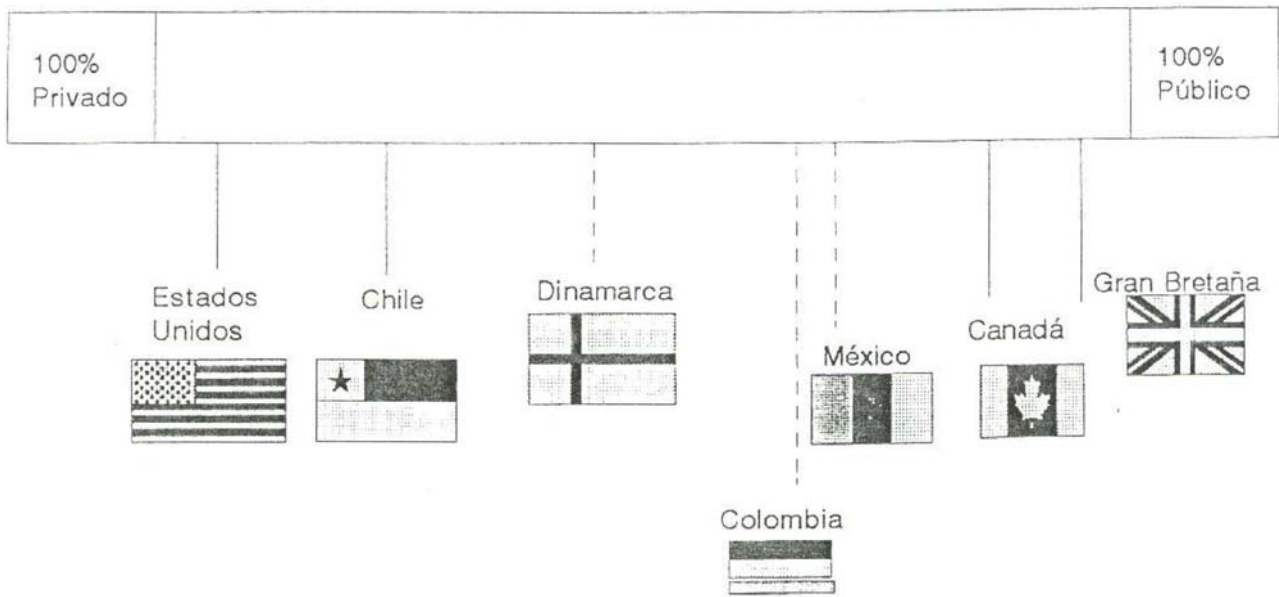 100%
Privado
100%
Público
Estados
Unidos
Chile
Dinamarca
Colombia
México
Canadá
Gran Bretaña